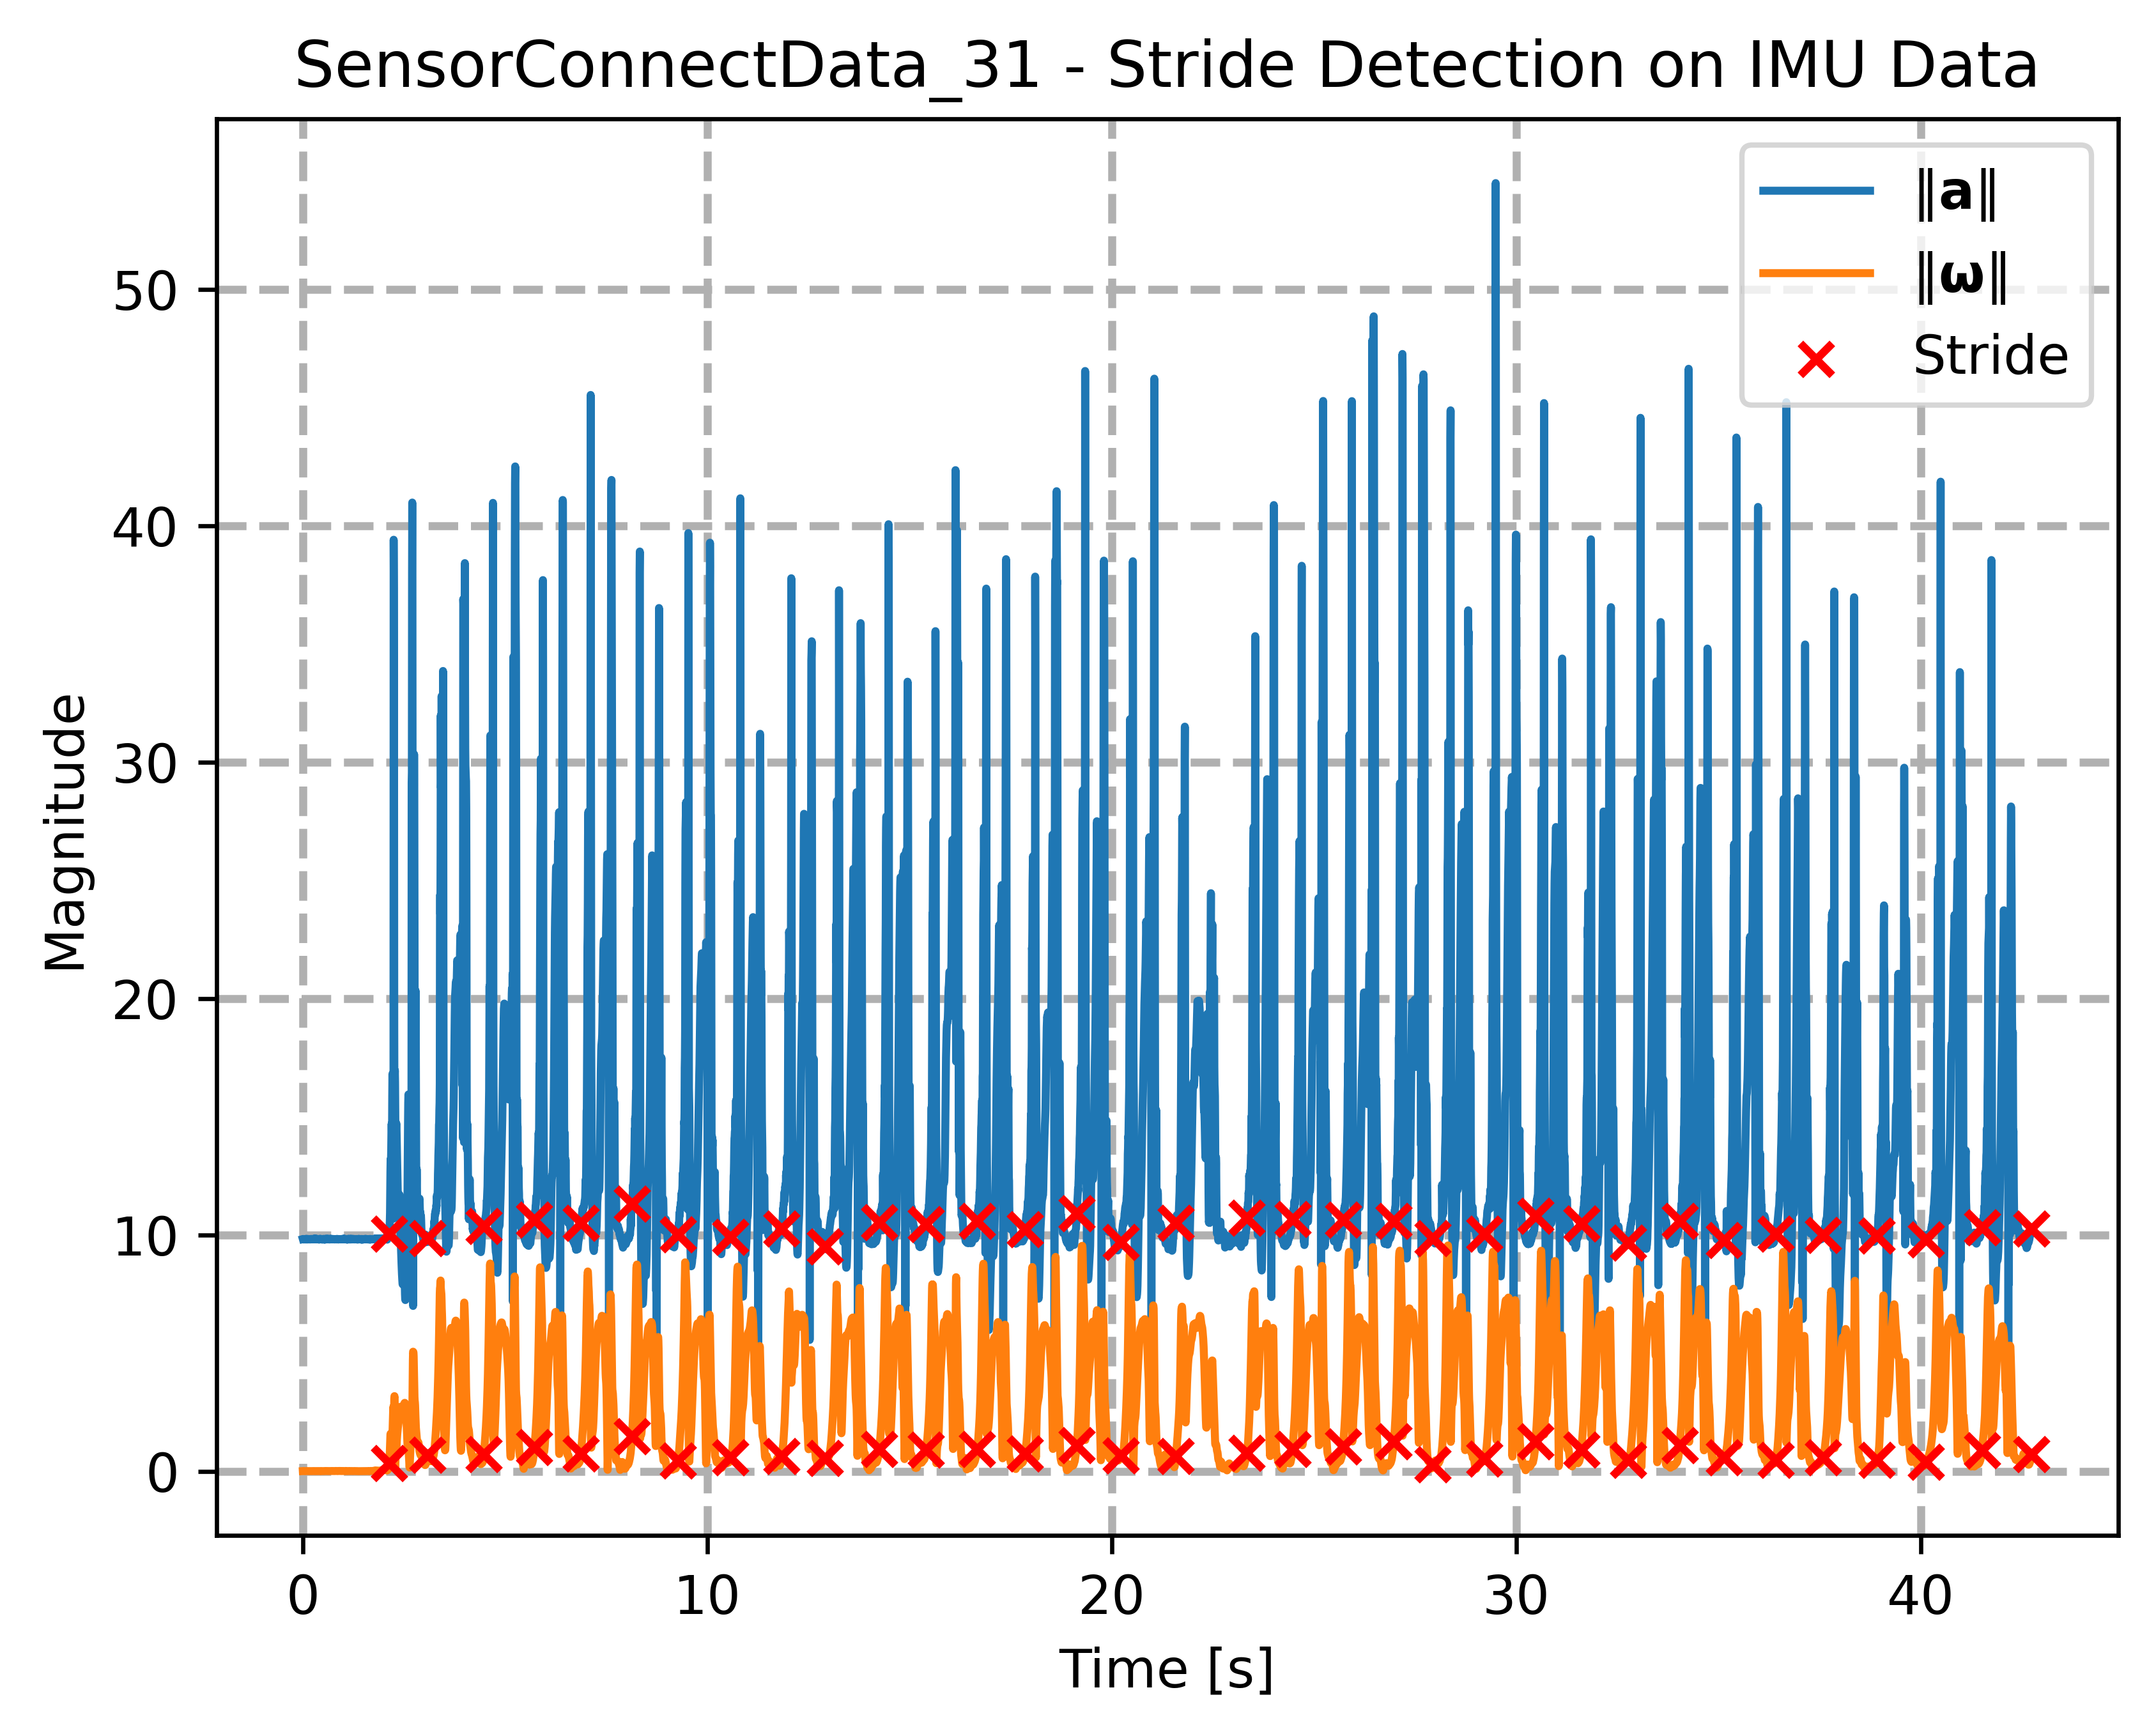 SensorConnectData_31 - Stride Detection on IMU Data
‖a‖
‖ω‖
Stride
Magnitude
50
40
30
20
10
0
0 10 20 30 40
Time [s]